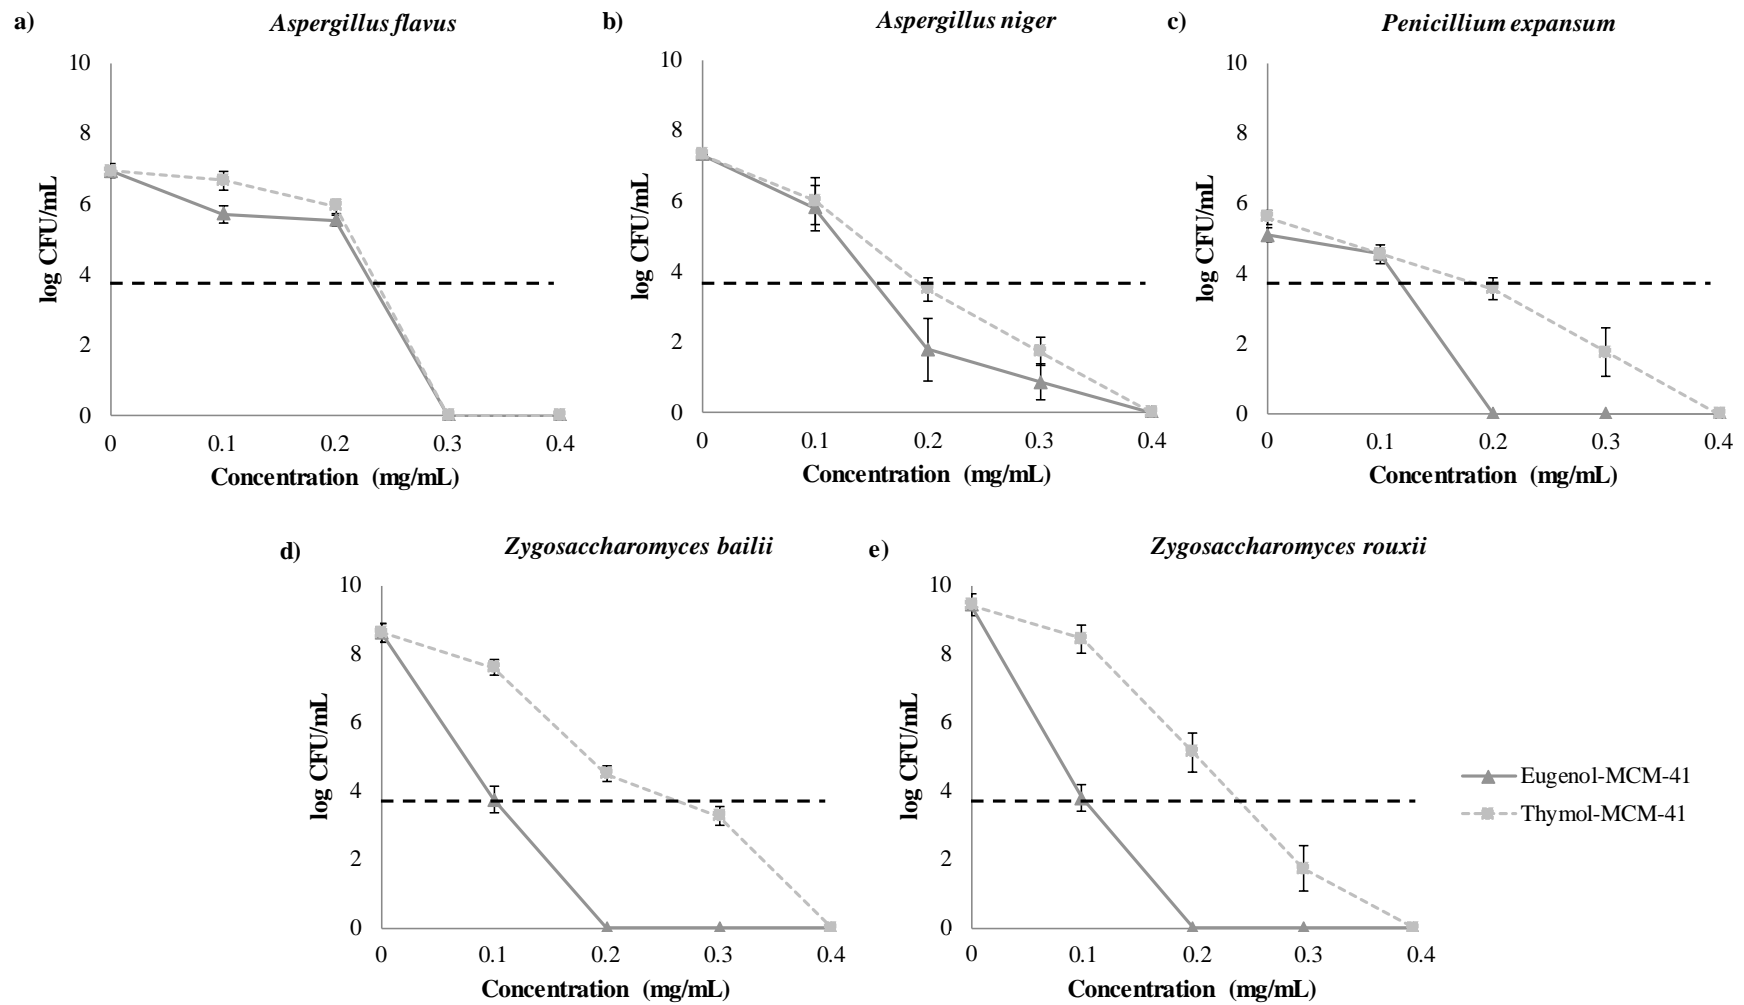 a) Aspergillus flavus
10
8
6
4
2
0
log CFU/mL
0 0.1 0.2 0.3 0.4
Concentration (mg/mL)
b) Aspergillus niger
10
8
6
4
2
0
log CFU/mL
0 0.1 0.2 0.3 0.4
Concentration (mg/mL)
c) Penicillium expansum
10
8
6
4
2
0
log CFU/mL
0 0.1 0.2 0.3 0.4
Concentration (mg/mL)
d) Zygosaccharomyces bailii
10
8
6
4
2
0
log CFU/mL
0 0.1 0.2 0.3 0.4
Concentration (mg/mL)
e) Zygosaccharomyces rouxii
10
8
6
4
2
0
log CFU/mL
0 0.1 0.2 0.3 0.4
Concentration (mg/mL)
Eugenol-MCM-41
Thymol-MCM-41